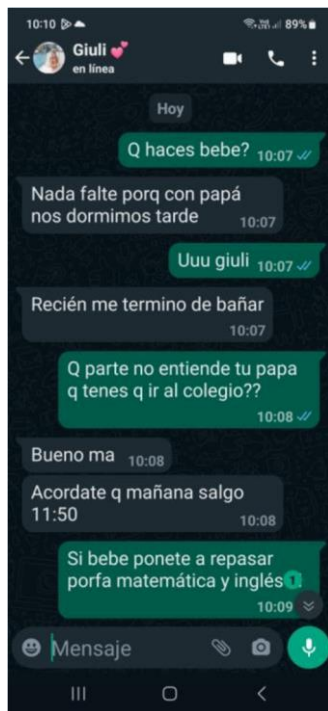 10:10 89%
Giuli
en línea
Hoy
Q haces bebe? 10:07
Nada falte porq con papá
nos dormimos tarde 10:07
Uuu giuli 10:07
Recién me termino de bañar
10:07
Q parte no entiende tu papa
q tenes q ir al colegio??
10:08
Bueno ma 10:08
Acordate q mañana salgo
11:50 10:08
Si bebe ponete a repasar
porfa matemática y inglés
1
10:09
Mensaje